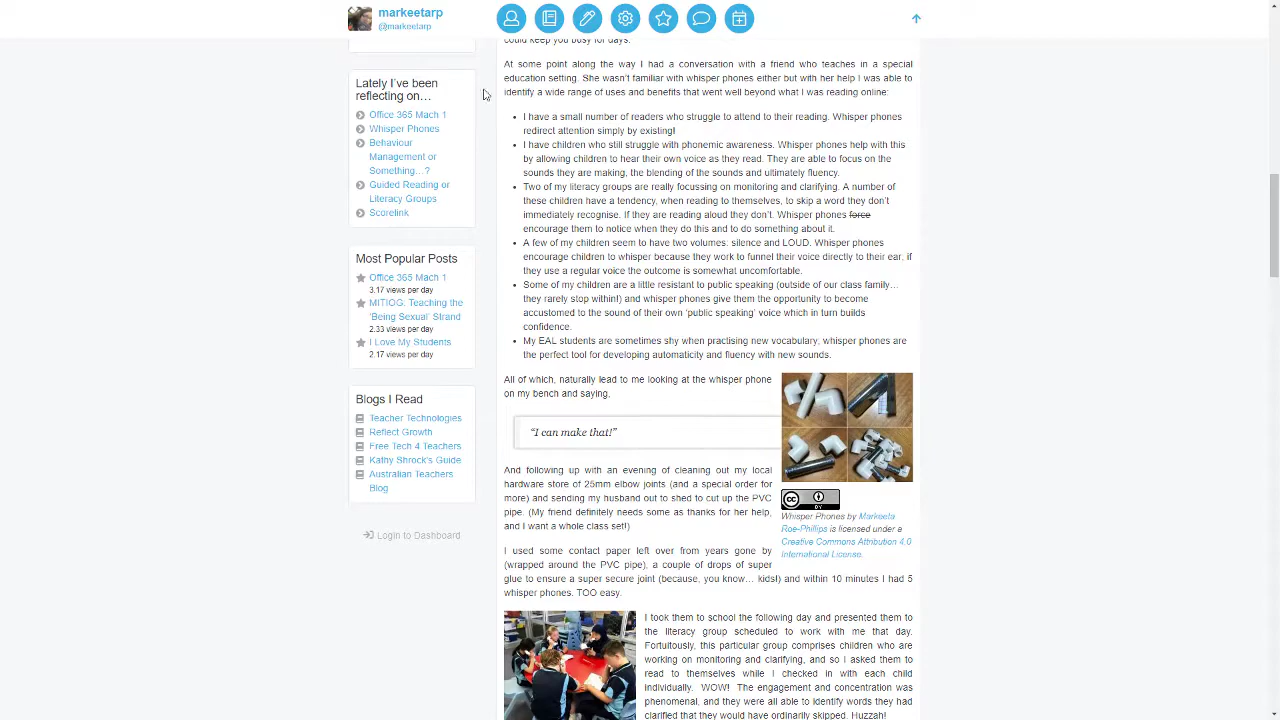 markeetarp
@markeetarp
Lately I've been
reflecting on…
Office 365 Mach 1
Whisper Phones
Behaviour
Management or
Something…?
Guided Reading or
Literacy Groups
Scorelink
Most Popular Posts
Office 365 Mach 1
3.17 views per day
MITIOG: Teaching the
'Being Sexual' Strand
2.33 views per day
I Love My Students
2.17 views per day
Blogs I Read
Teacher Technologies
Reflect Growth
Free Tech 4 Teachers
Kathy Shrock's Guide
Australian Teachers
Blog
Login to Dashboard
could keep you busy for days.
At some point along the way I had a conversation with a friend who teaches in a special
education setting. She wasn't familiar with whisper phones either but with her help I was able to
identify a wide range of uses and benefits that went well beyond what I was reading online:
I have a small number of readers who struggle to attend to their reading. Whisper phones
redirect attention simply by existing!
I have children who still struggle with phonemic awareness. Whisper phones help with this
by allowing children to hear their own voice as they read. They are able to focus on the
sounds they are making, the blending of the sounds and ultimately fluency.
Two of my literacy groups are really focussing on monitoring and clarifying. A number of
these children have a tendency, when reading to themselves, to skip a word they don't
immediately recognise. If they are reading aloud they don't. Whisper phones force
encourage them to notice when they do this and to do something about it.
A few of my children seem to have two volumes: silence and LOUD. Whisper phones
encourage children to whisper because they work to funnel their voice directly to their ear, if
they use a regular voice the outcome is somewhat uncomfortable.
Some of my children are a little resistant to public speaking (outside of our class family…
they rarely stop within!) and whisper phones give them the opportunity to become
accustomed to the sound of their own 'public speaking' voice which in turn builds
confidence.
My EAL students are sometimes shy when practising new vocabulary; whisper phones are
the perfect tool for developing automaticity and fluency with new sounds.
All of which, naturally lead to me looking at the whisper phone
on my bench and saying,
"I can make that!"
And following up with an evening of cleaning out my local
hardware store of 25mm elbow joints (and a special order for
more) and sending my husband out to shed to cut up the PVC
pipe. (My friend definitely needs some as thanks for her help,
and I want a whole class set!)
cc
BY
Whisper Phones by Markeeta
Roe-Phillips is licensed under a
Creative Commons Attribution 4.0
International License.
I used some contact paper left over from years gone by
(wrapped around the PVC pipe), a couple of drops of super
glue to ensure a super secure joint (because, you know… kids!) and within 10 minutes I had 5
whisper phones. TOO easy.
I took them to school the following day and presented them to
the literacy group scheduled to work with me that day.
Fortuitously, this particular group comprises children who are
working on monitoring and clarifying, and so I asked them to
read to themselves while I checked in with each child
individually. WOW! The engagement and concentration was
phenomenal, and they were all able to identify words they had
clarified that they would have ordinarily skipped. Huzzah!